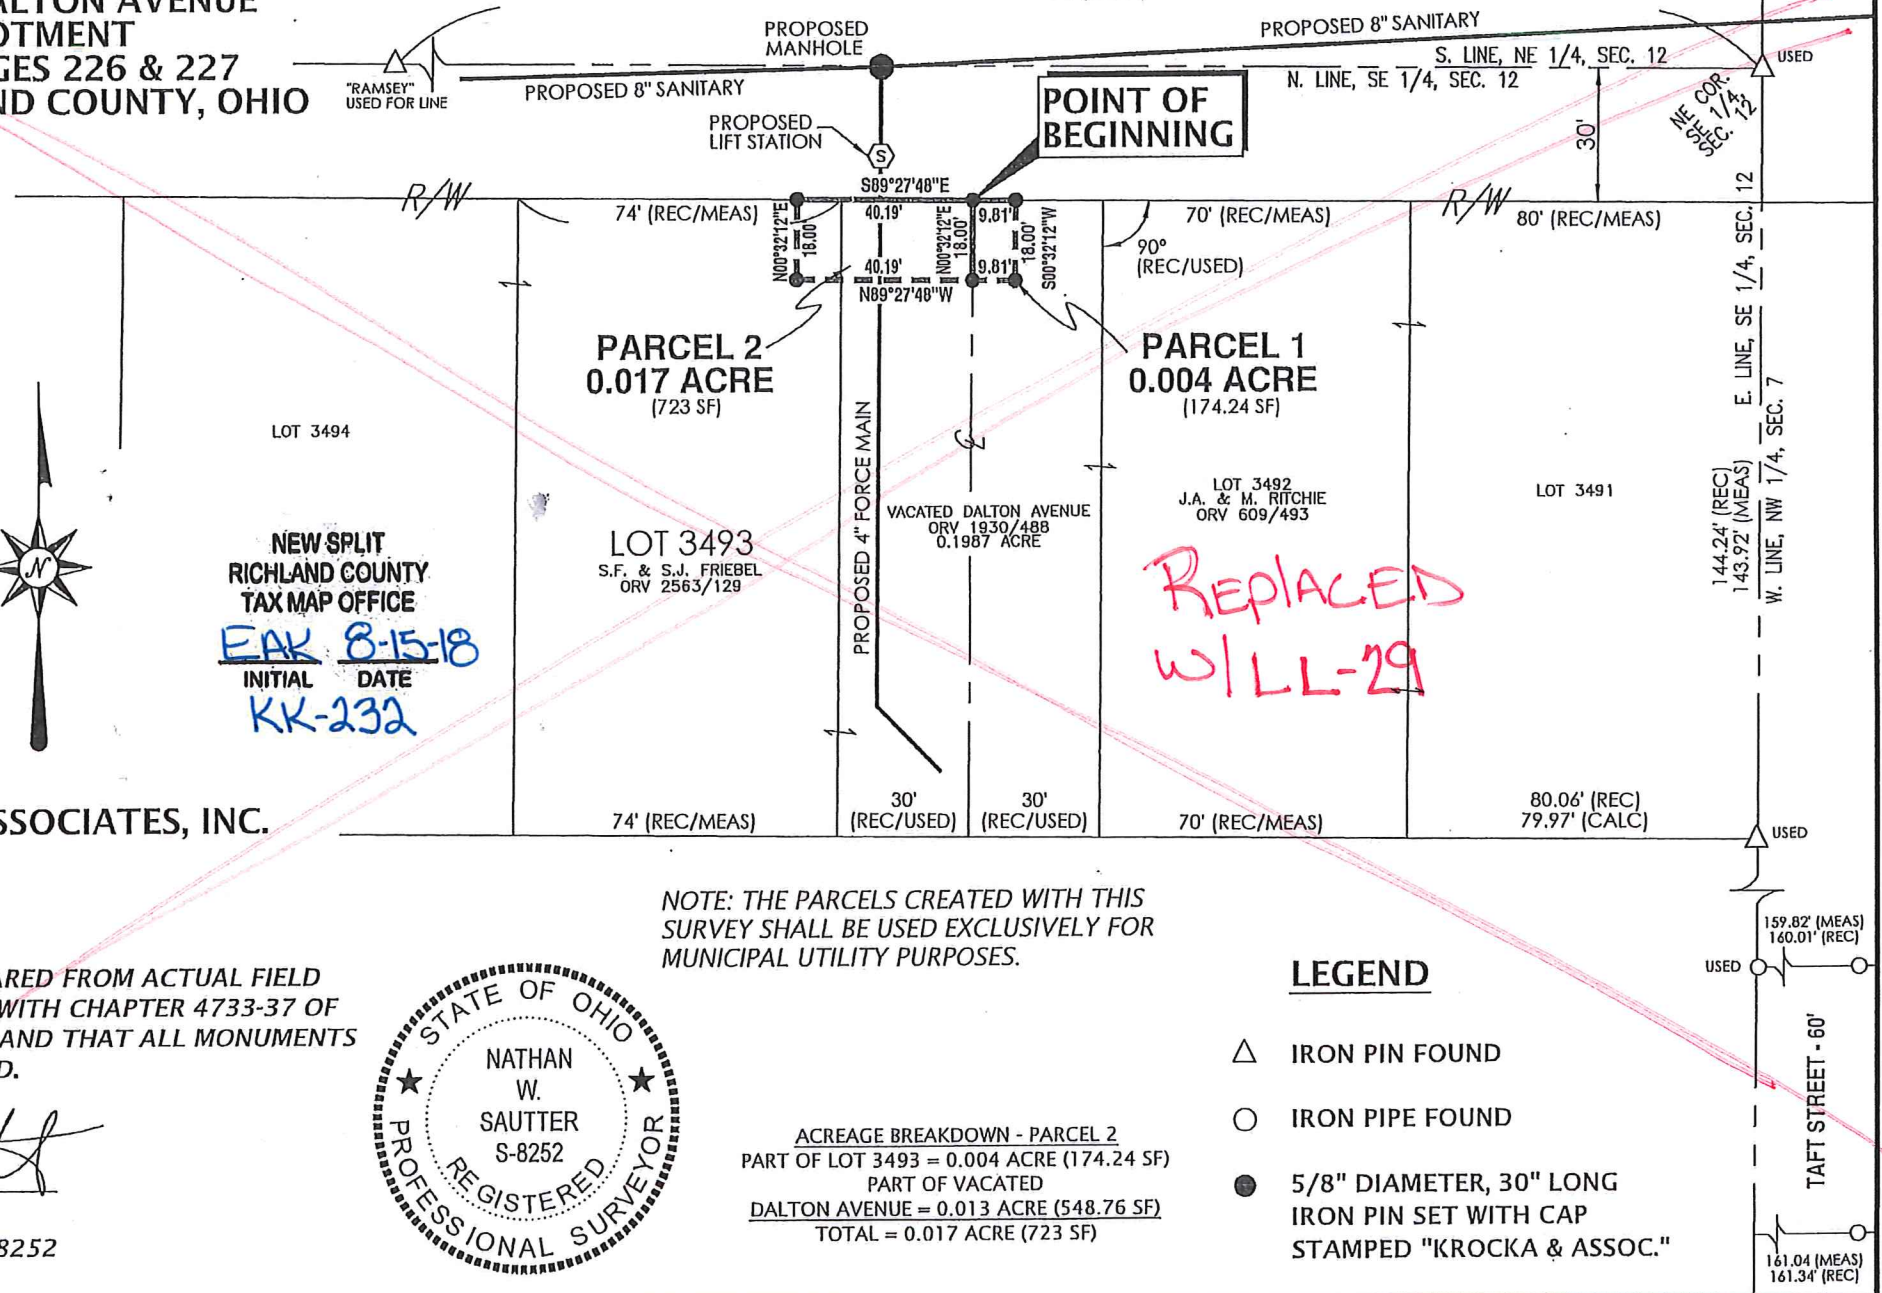 ALTON AVENUE
OTMENT
GES 226 & 227
ND COUNTY, OHIO
"RAMSEY"
USED FOR LINE
PROPOSED
MANHOLE
PROPOSED 8" SANITARY
PROPOSED 8" SANITARY
S. LINE, NE 1/4, SEC. 12
N. LINE, SE 1/4, SEC. 12
USED
NE COR.
SE 1/4,
SEC. 12
30'
POINT OF
BEGINNING
PROPOSED
LIFT STATION
S
R/W
74' (REC/MEAS)
S89°27'48"E
40.19'
9.81'
N00°32'12"E
18.00'
N00°32'12"E
18.00'
18.00'
S00°32'12"W
40.19'
9.81'
N89°27'48"W
70' (REC/MEAS)
90°
(REC/USED)
R/W
80' (REC/MEAS)
E. LINE, SE 1/4, SEC. 12
W. LINE, NW 1/4, SEC. 7
144.24' (REC)
143.92' (MEAS)
PARCEL 2
0.017 ACRE
(723 SF)
PARCEL 1
0.004 ACRE
(174.24 SF)
LOT 3494
N
NEW SPLIT
RICHLAND COUNTY
TAX MAP OFFICE
EAK 8-15-18
INITIAL DATE
KK-232
LOT 3493
S.F. & S.J. FRIEBEL
ORV 2563/129
PROPOSED 4" FORCE MAIN
VACATED DALTON AVENUE
ORV 1930/488
0.1987 ACRE
LOT 3492
J.A. & M. RITCHIE
ORV 609/493
LOT 3491
REPLACED
W/ LL-29
SSOCIATES, INC.
74' (REC/MEAS)
30'
(REC/USED)
30'
(REC/USED)
70' (REC/MEAS)
80.06' (REC)
79.97' (CALC)
USED
NOTE: THE PARCELS CREATED WITH THIS
SURVEY SHALL BE USED EXCLUSIVELY FOR
MUNICIPAL UTILITY PURPOSES.
159.82' (MEAS)
160.01' (REC)
USED
TAFT STREET - 60'
161.04 (MEAS)
161.34' (REC)
ARED FROM ACTUAL FIELD
WITH CHAPTER 4733-37 OF
AND THAT ALL MONUMENTS
D.
8252
STATE OF OHIO
NATHAN
W.
SAUTTER
S-8252
REGISTERED
PROFESSIONAL SURVEYOR
ACREAGE BREAKDOWN - PARCEL 2
PART OF LOT 3493 = 0.004 ACRE (174.24 SF)
PART OF VACATED
DALTON AVENUE = 0.013 ACRE (548.76 SF)
TOTAL = 0.017 ACRE (723 SF)
LEGEND
IRON PIN FOUND
IRON PIPE FOUND
5/8" DIAMETER, 30" LONG
IRON PIN SET WITH CAP
STAMPED "KROCKA & ASSOC."